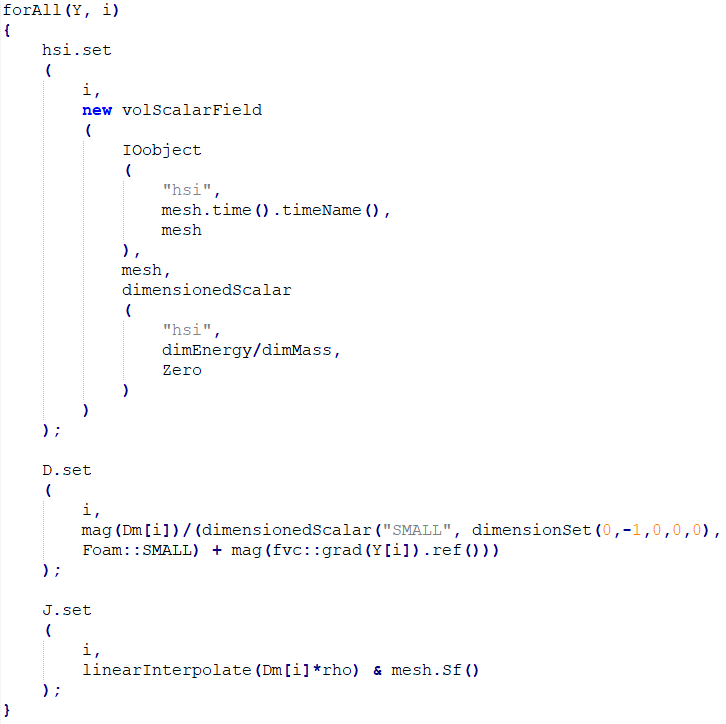 forAll(Y, i)
{
    hsi.set
    (
        i,
        new volScalarField
        (
            IOobject
            (
                "hsi",
                mesh.time().timeName(),
                mesh
            ),
            mesh,
            dimensionedScalar
            (
                "hsi",
                dimEnergy/dimMass,
                Zero
            )
        )
    );

    D.set
    (
        i,
        mag(Dm[i])/(dimensionedScalar("SMALL", dimensionSet(0,-1,0,0,0),
        Foam::SMALL) + mag(fvc::grad(Y[i]).ref()))
    );

    J.set
    (
        i,
        linearInterpolate(Dm[i]*rho) & mesh.Sf()
    );
}